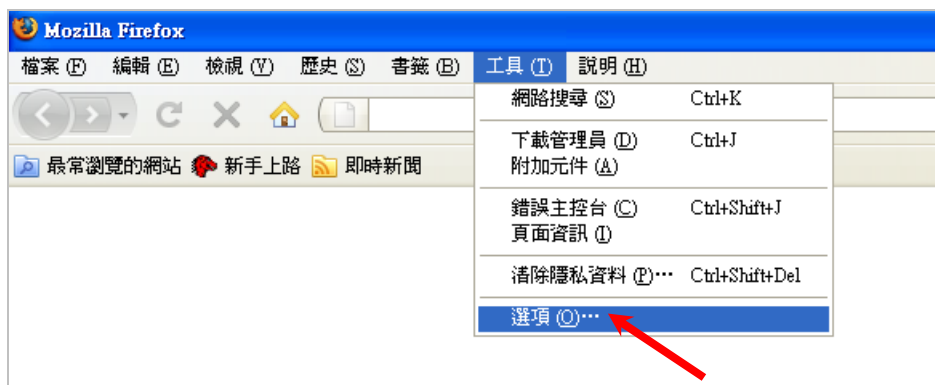 Mozilla Firefox
檔案 (F) 編輯 (E) 檢視 (V) 歷史 (S) 書籤 (B) 工具 (T) 說明 (H)
網路搜尋 (S) Ctrl+K
下載管理員 (D) Ctrl+J
附加元件 (A)
錯誤主控台 (C) Ctrl+Shift+J
頁面資訊 (I)
清除隱私資料 (P)… Ctrl+Shift+Del
選項 (O)…
最常瀏覽的網站 新手上路 即時新聞